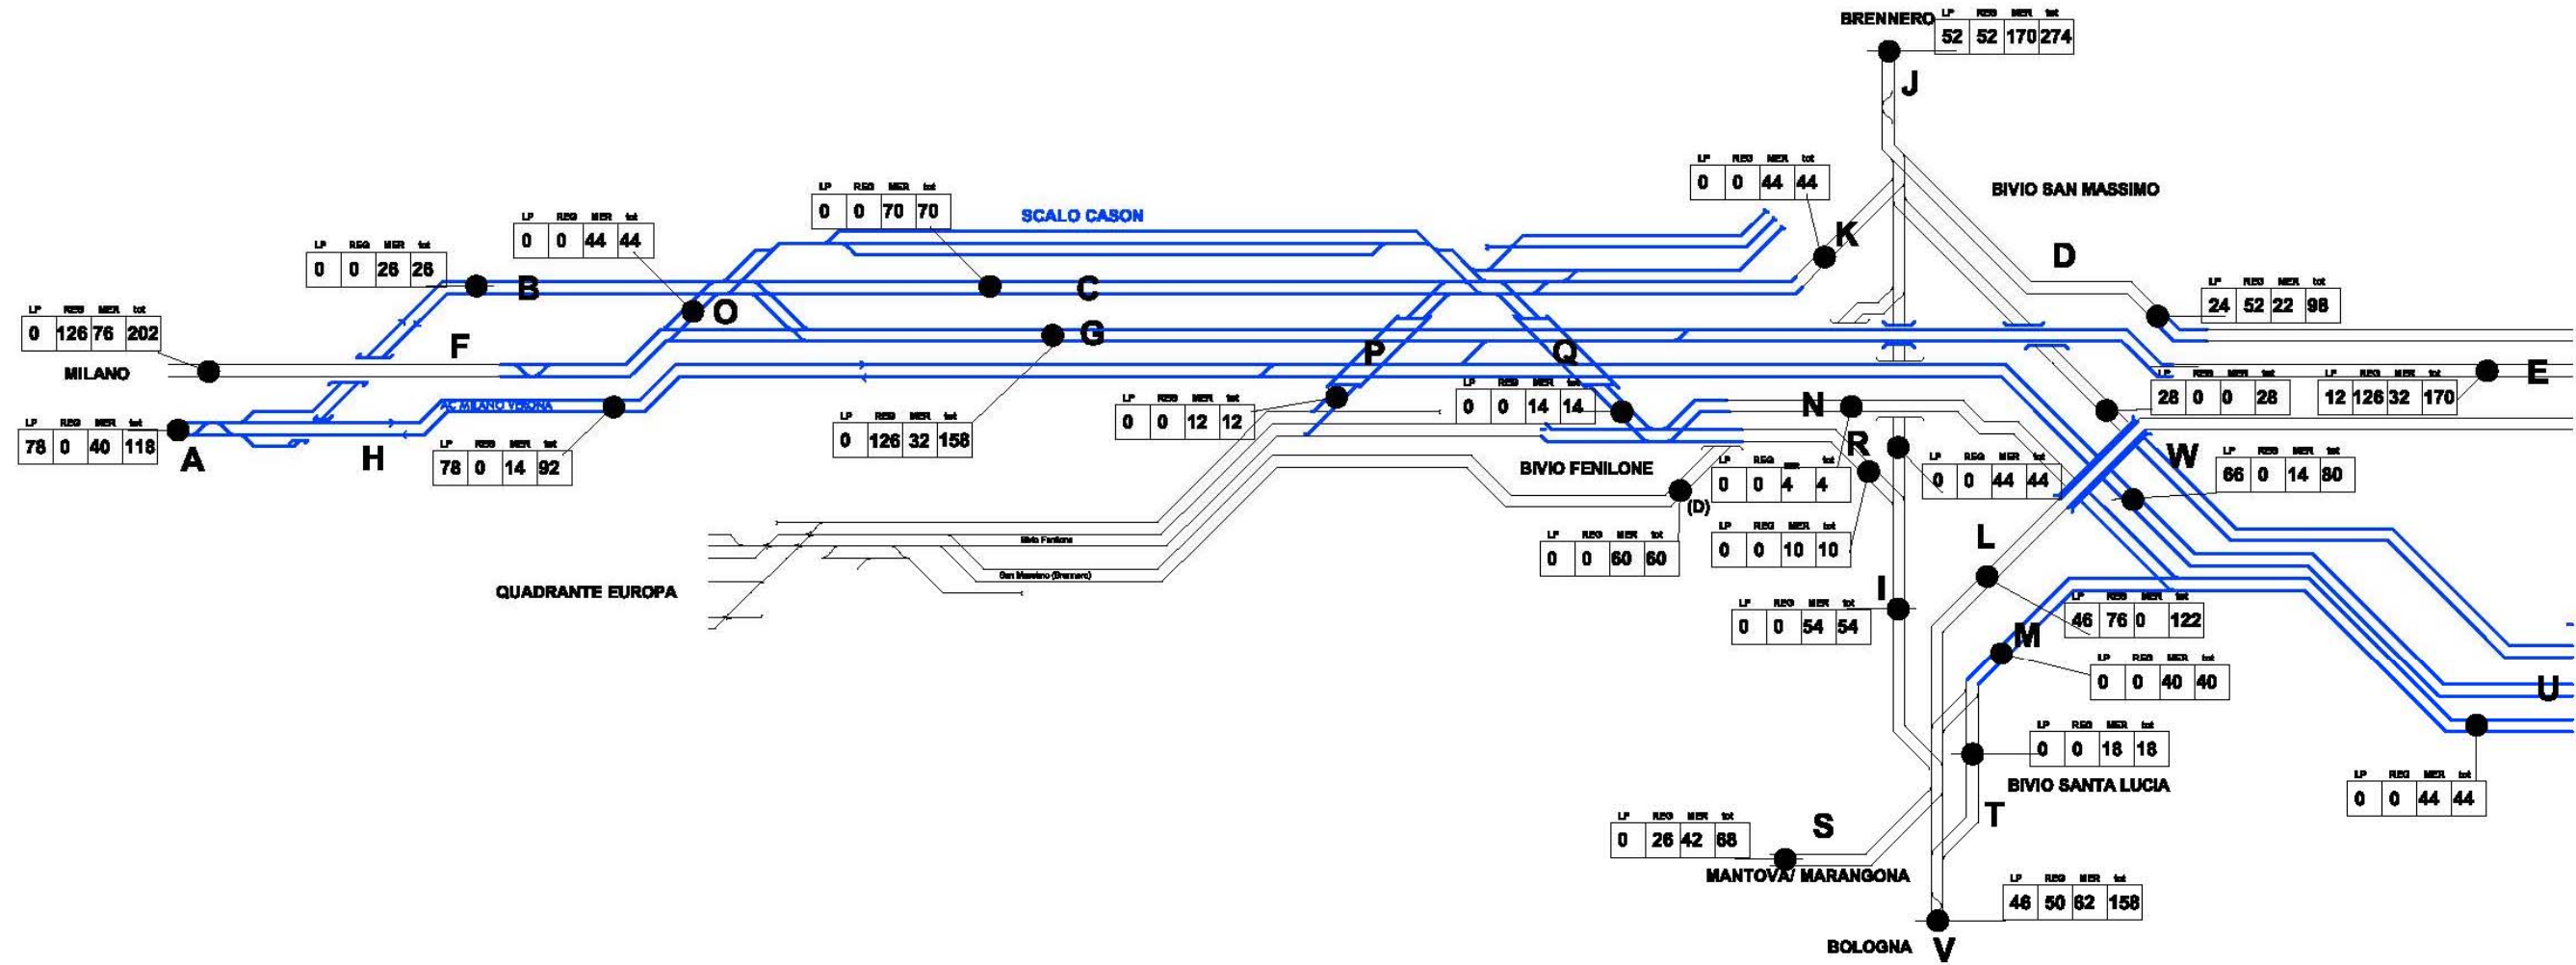 BRENNERO
LP REG MER tot
52 52 170 274
J
LP REG MER tot
0 0 44 44
K
BIVIO SAN MASSIMO
D
LP REG MER tot
0 0 70 70
SCALO CASON
LP REG MER tot
0 0 44 44
O
LP REG MER tot
0 0 26 26
B
C
LP REG MER tot
24 52 22 98
LP REG MER tot
0 126 76 202
MILANO
F
G
P
Q
E
LP REG MER tot
28 0 0 28
LP REG MER tot
12 126 32 170
LP REG MER tot
0 0 12 12
LP REG MER tot
0 0 14 14
N
AC MILANO VERONA
LP REG MER tot
78 0 40 118
A
H
LP REG MER tot
78 0 14 92
LP REG MER tot
0 126 32 158
BIVIO FENILONE
R
W
LP REG MER tot
0 0 4 4
LP REG MER tot
0 0 44 44
LP REG MER tot
66 0 14 80
(D)
LP REG MER tot
0 0 10 10
LP REG MER tot
0 0 60 60
L
Bivio Fenilone
San Massimo (Brennero)
QUADRANTE EUROPA
I
LP REG MER tot
0 0 54 54
LP REG MER tot
46 76 0 122
M
LP REG MER tot
0 0 40 40
U
LP REG MER tot
0 0 18 18
BIVIO SANTA LUCIA
T
LP REG MER tot
0 0 44 44
S
LP REG MER tot
0 26 42 68
MANTOVA/ MARANGONA
LP REG MER tot
46 50 62 158
BOLOGNA
V